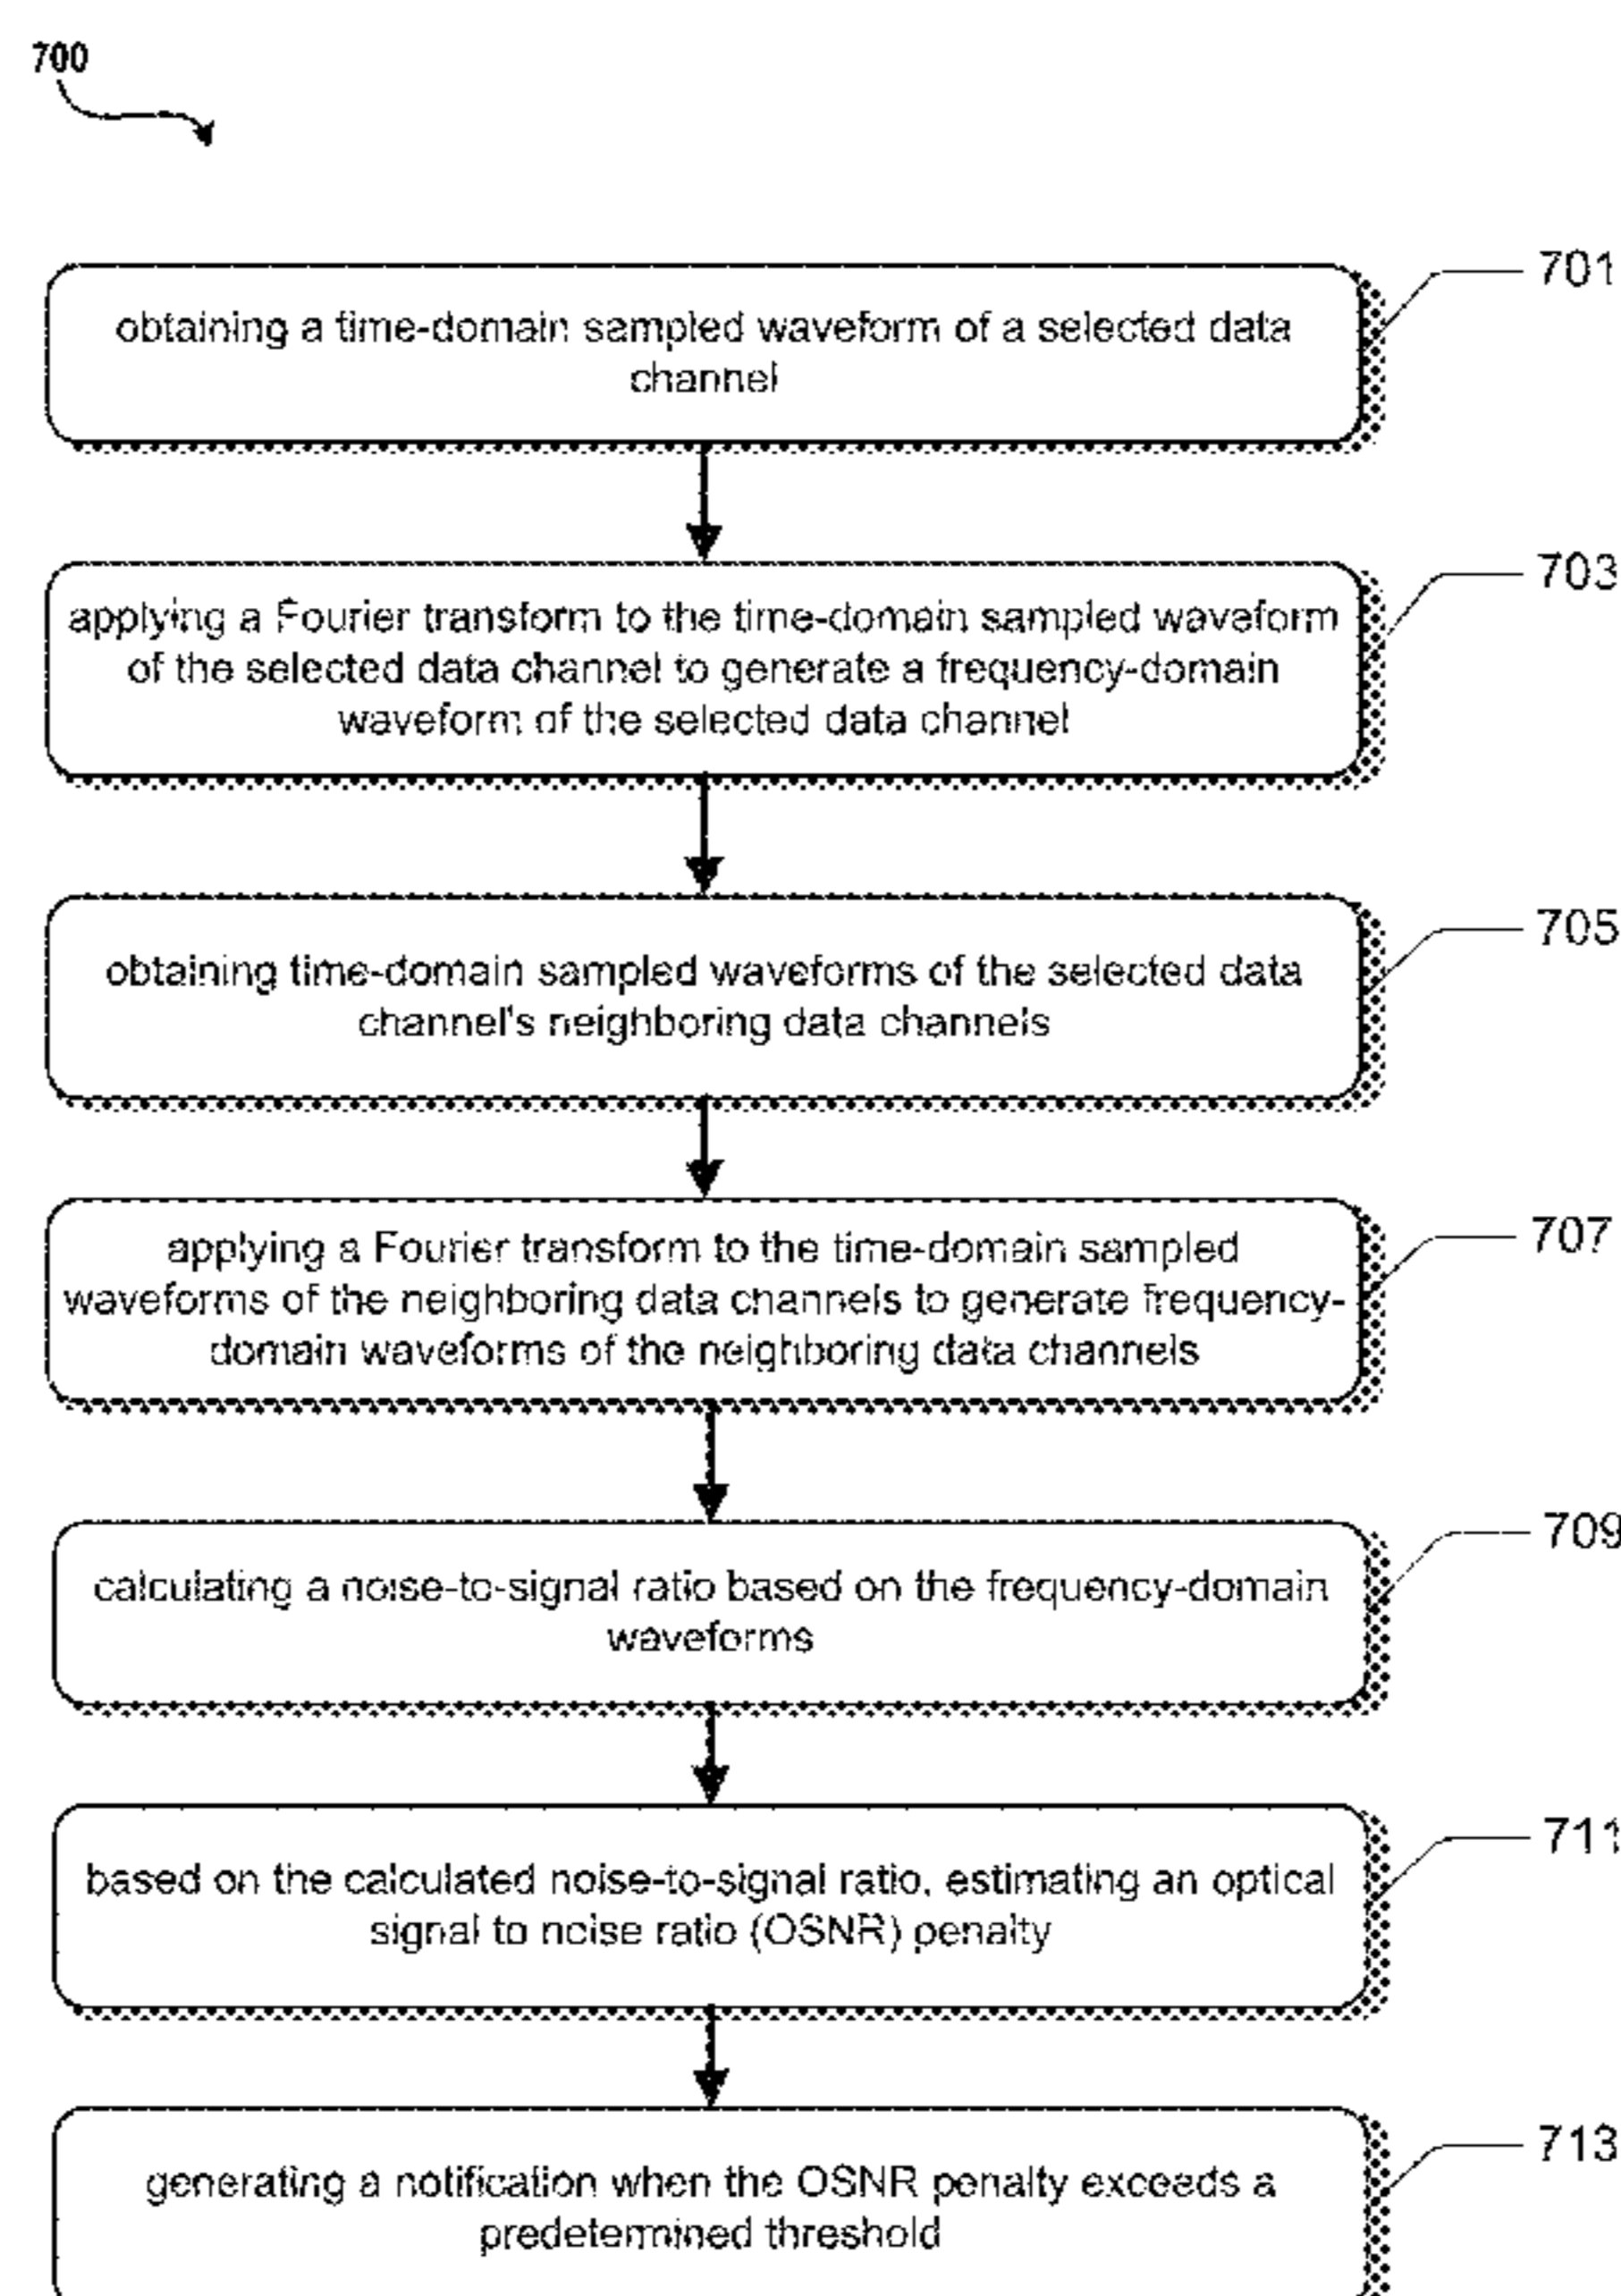 700
701
obtaining a time-domain sampled waveform of a selected data
channel
703
applying a Fourier transform to the time-domain sampled waveform
of the selected data channel to generate a frequency-domain
waveform of the selected data channel
705
obtaining time-domain sampled waveforms of the selected data
channel's neighboring data channels
707
applying a Fourier transform to the time-domain sampled
waveforms of the neighboring data channels to generate frequency-
domain waveforms of the neighboring data channels
709
calculating a noise-to-signal ratio based on the frequency-domain
waveforms
711
based on the calculated noise-to-signal ratio, estimating an optical
signal to noise ratio (OSNR) penalty
713
generating a notification when the OSNR penalty exceeds a
predetermined threshold